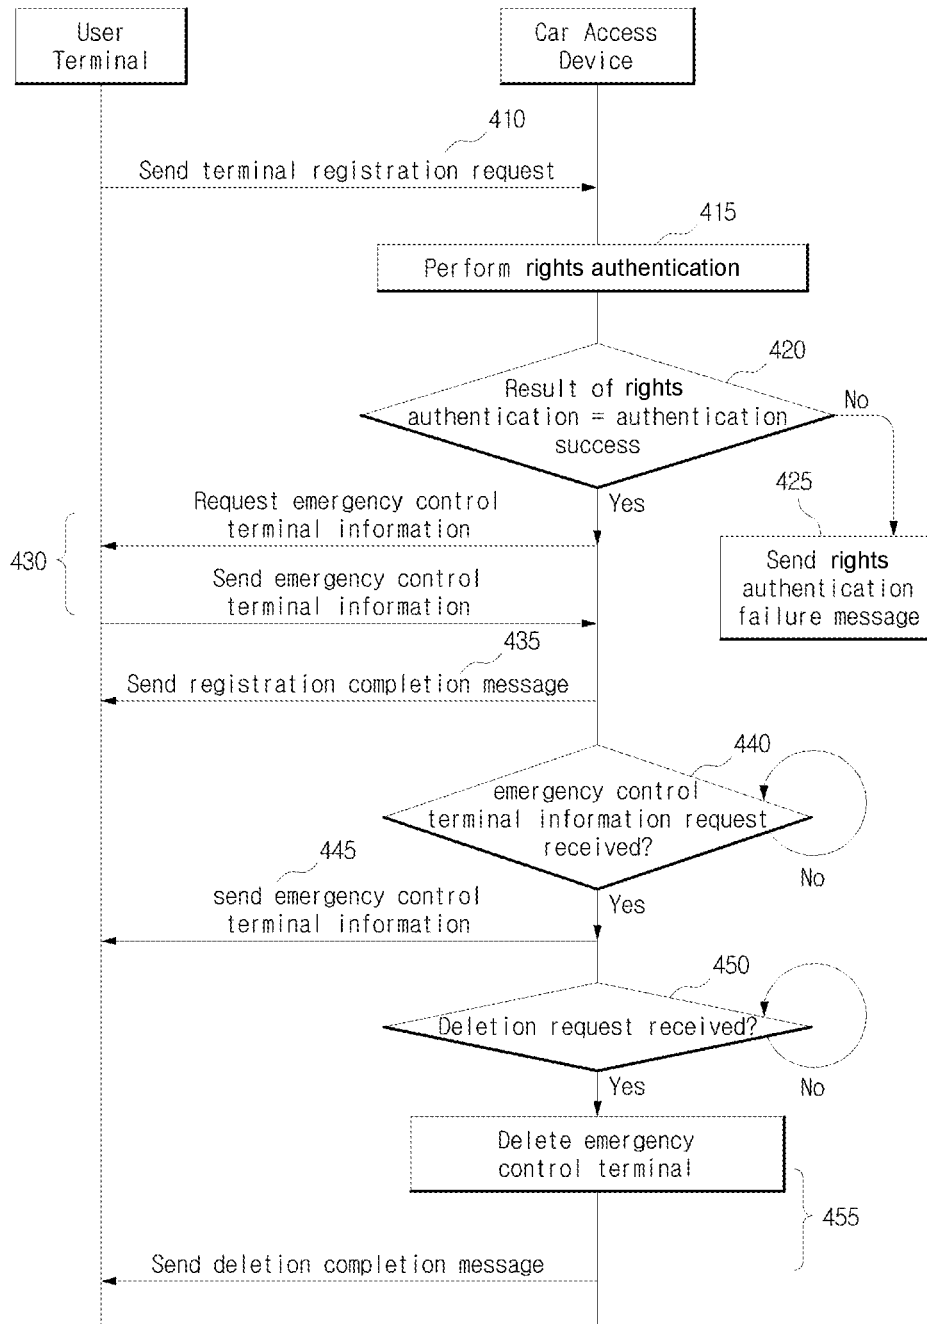 User
Terminal
Car Access
Device
410
Send terminal registration request
415
Perform rights authentication
420
Result of rights
authentication = authentication
success
No
Yes
425
Send rights
authentication
failure message
Request emergency control
terminal information
430
Send emergency control
terminal information
435
Send registration completion message
440
emergency control
terminal information request
received?
No
Yes
445
send emergency control
terminal information
450
Deletion request received?
No
Yes
Delete emergency
control terminal
455
Send deletion completion message